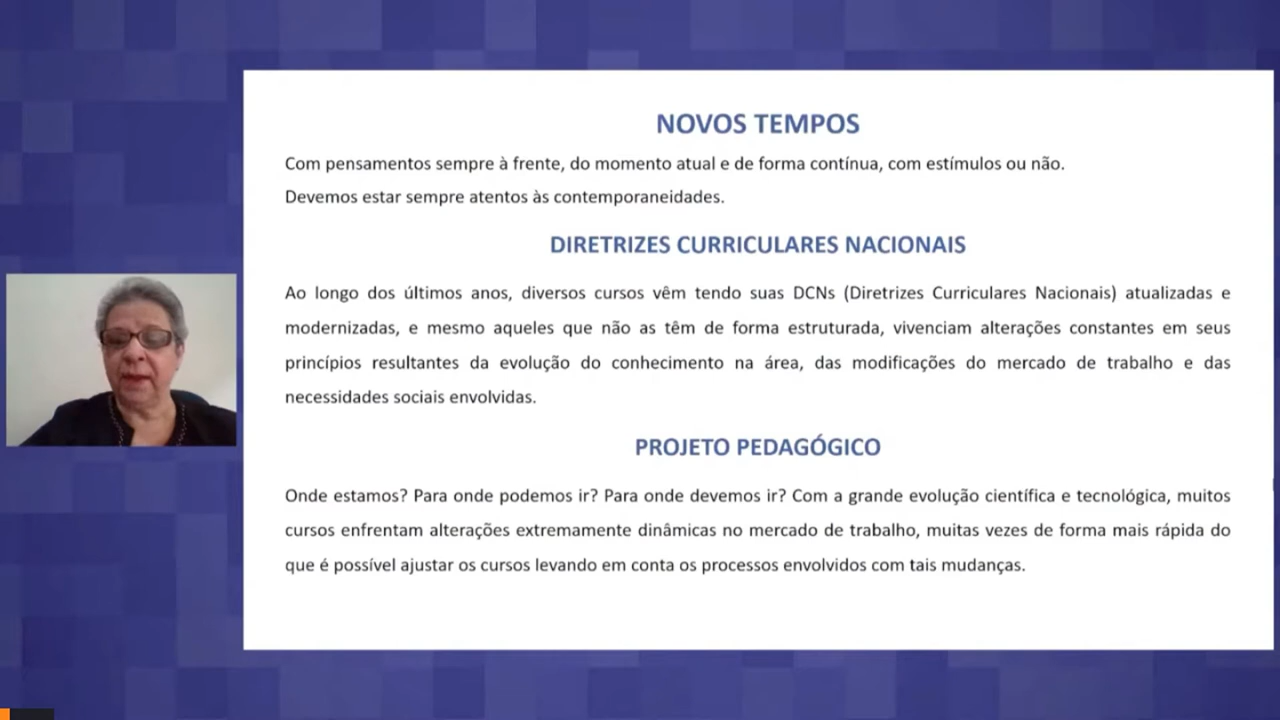 NOVOS TEMPOS
Com pensamentos sempre à frente, do momento atual e de forma contínua, com estímulos ou não.
Devemos estar sempre atentos às contemporaneidades.
DIRETRIZES CURRICULARES NACIONAIS
Ao longo dos últimos anos, diversos cursos vêm tendo suas DCNs (Diretrizes Curriculares Nacionais) atualizadas e
modernizadas, e mesmo aqueles que não as têm de forma estruturada, vivenciam alterações constantes em seus
princípios resultantes da evolução do conhecimento na área, das modificações do mercado de trabalho e das
necessidades sociais envolvidas.
PROJETO PEDAGÓGICO
Onde estamos? Para onde podemos ir? Para onde devemos ir? Com a grande evolução científica e tecnológica, muitos
cursos enfrentam alterações extremamente dinâmicas no mercado de trabalho, muitas vezes de forma mais rápida do
que é possível ajustar os cursos levando em conta os processos envolvidos com tais mudanças.